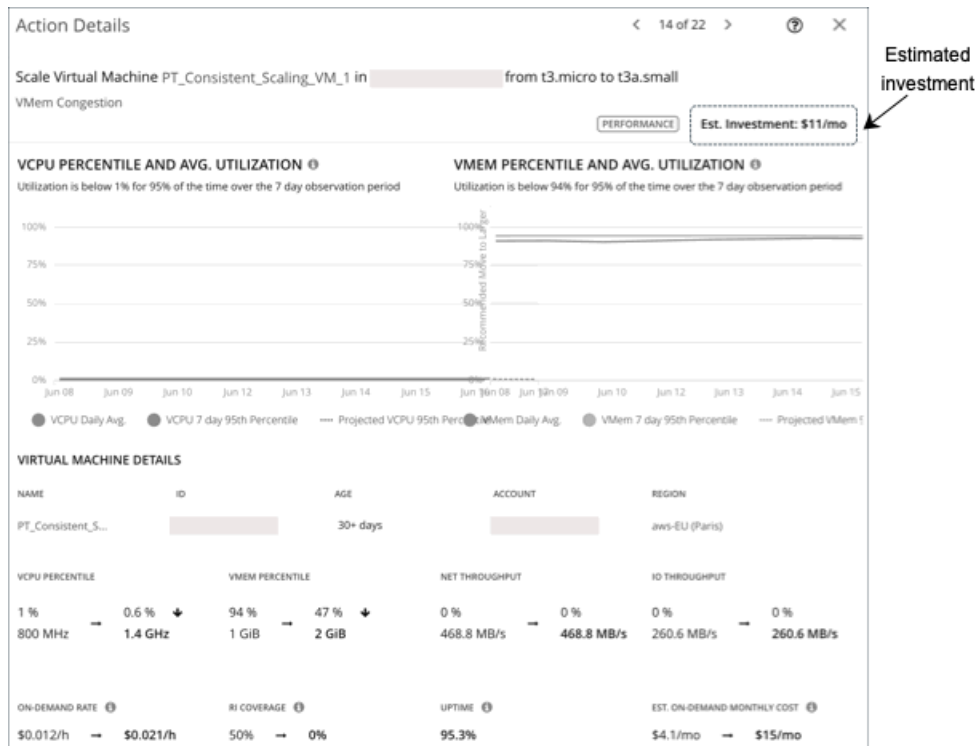 Action Details
14 of 22
Estimated investment
Scale Virtual Machine PT_Consistent_Scaling_VM_1 in from t3.micro to t3a.small
VMem Congestion
PERFORMANCE
Est. Investment: $11/mo
VCPU PERCENTILE AND AVG. UTILIZATION
Utilization is below 1% for 95% of the time over the 7 day observation period
VMEM PERCENTILE AND AVG. UTILIZATION
Utilization is below 94% for 95% of the time over the 7 day observation period
100%
75%
50%
25%
0%
Jun 08 Jun 09 Jun 10 Jun 12 Jun 13 Jun 14 Jun 15
VCPU Daily Avg. VCPU 7 day 95th Percentile Projected VCPU 95th
Recommended Move to Larger
100%
75%
50%
25%
0%
09 Jun 10 Jun 12 Jun 13 Jun 14 Jun 15
VMem Daily Avg. VMem 7 day 95th Percentile Projected VMem
VIRTUAL MACHINE DETAILS
NAME ID AGE ACCOUNT REGION
PT_Consistent_S... 30+ days aws-EU (Paris)
VCPU PERCENTILE VMEM PERCENTILE NET THROUGHPUT IO THROUGHPUT
1 % → 0.6 % ↓ 94 % → 47 % ↓ 0 % → 0 % 0 % → 0 %
800 MHz 1.4 GHz 1 GiB 2 GiB 468.8 MB/s 468.8 MB/s 260.6 MB/s 260.6 MB/s
ON-DEMAND RATE RI COVERAGE UPTIME EST. ON-DEMAND MONTHLY COST
$0.012/h → $0.021/h 50% → 0% 95.3% $4.1/mo → $15/mo